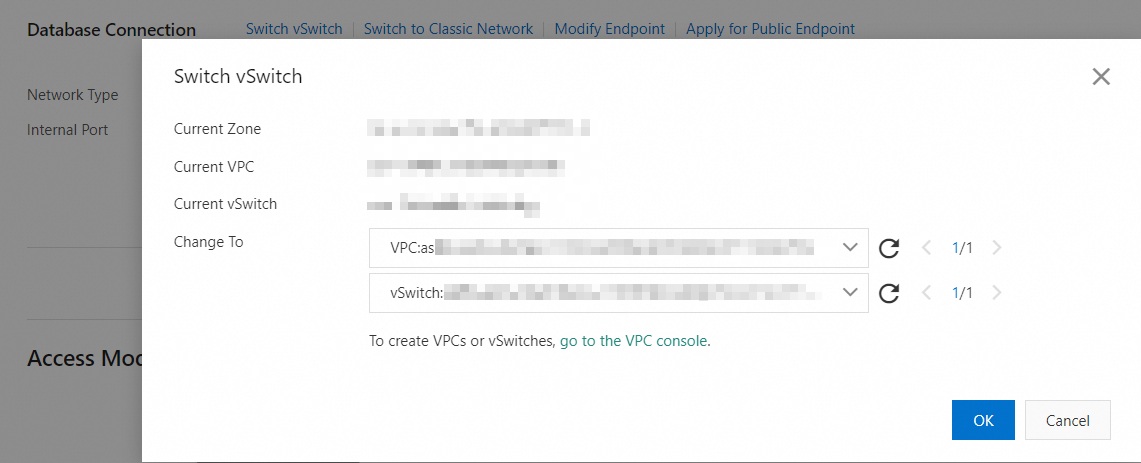 Database Connection Switch vSwitch Switch to Classic Network Modify Endpoint Apply for Public Endpoint
Switch vSwitch
Network Type
Internal Port
Current Zone
Current VPC
Current vSwitch
Change To
VPC:as
1/1
vSwitch:
1/1
To create VPCs or vSwitches, go to the VPC console.
Access Mod
OK Cancel